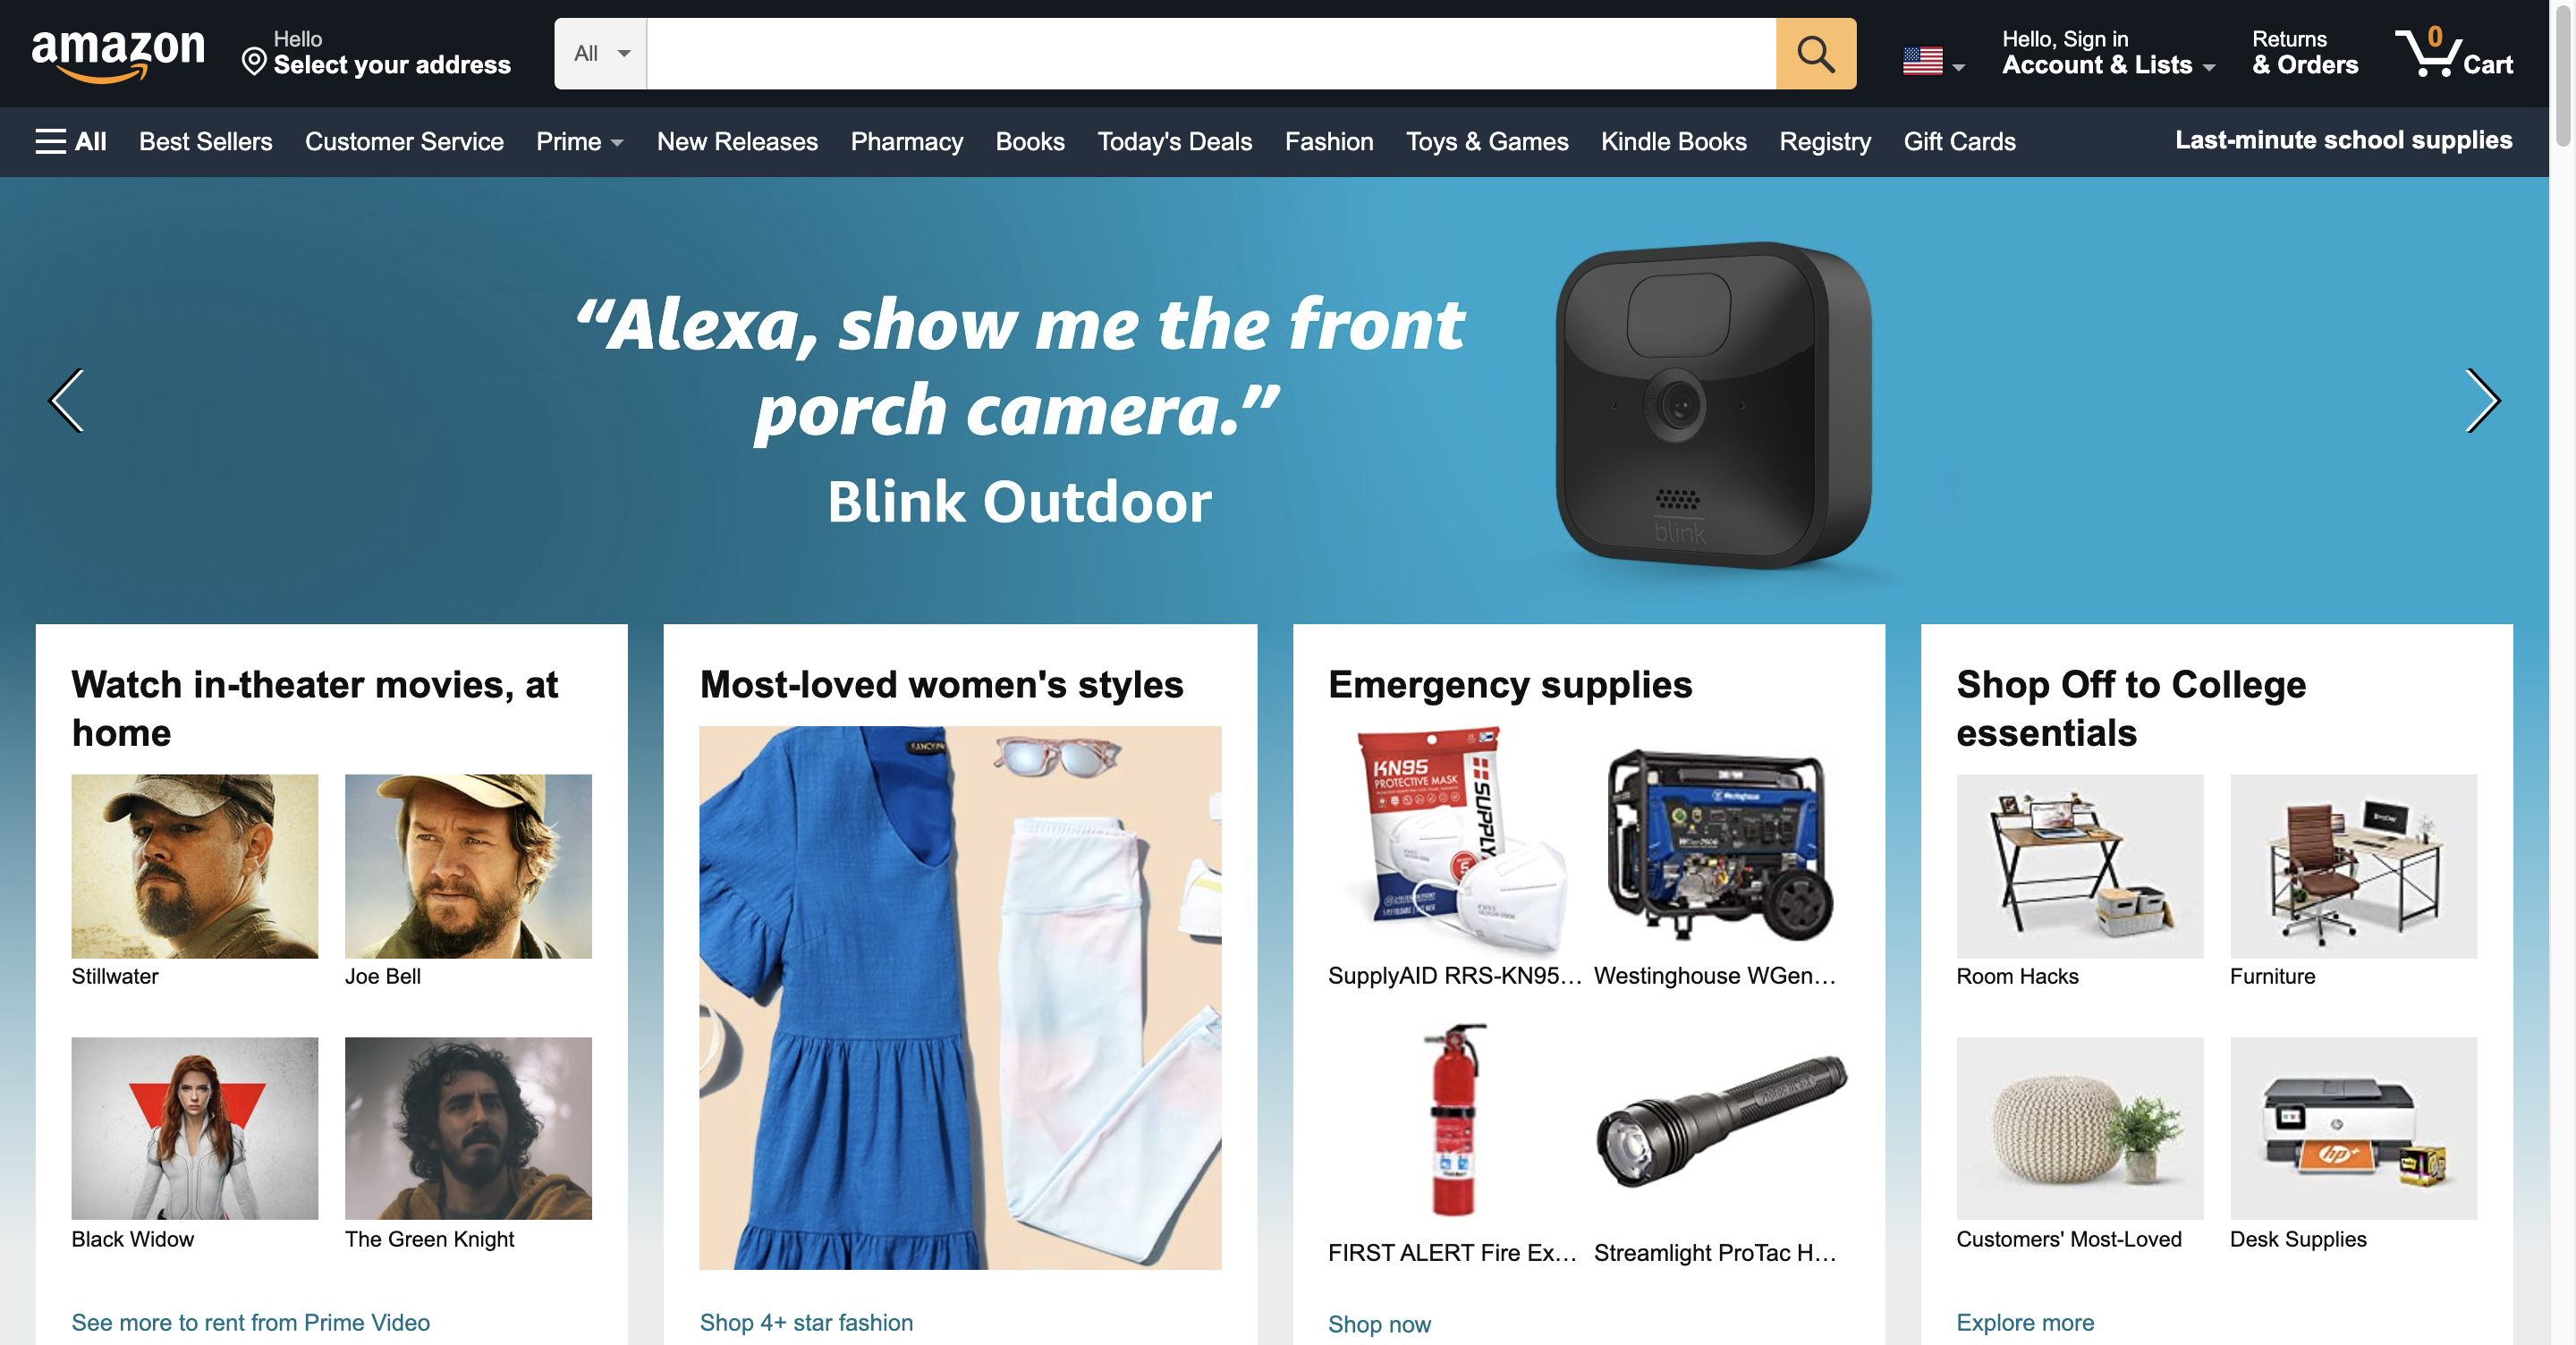 amazon
Hello
Select your address
All
Hello, Sign in
Account & Lists
Returns
& Orders
0
Cart
All
Best Sellers
Customer Service
Prime
New Releases
Pharmacy
Books
Today's Deals
Fashion
Toys & Games
Kindle Books
Registry
Gift Cards
Last-minute school supplies
“Alexa, show me the front
porch camera.”
Blink Outdoor
blink
Watch in-theater movies, at
home
Stillwater
Joe Bell
Black Widow
The Green Knight
See more to rent from Prime Video
Most-loved women's styles
Shop 4+ star fashion
Emergency supplies
KN95
PROTECTIVE MASK
SUPPLY
5
Westinghouse
SupplyAID RRS-KN95…
Westinghouse WGen…
FIRST ALERT Fire Ex…
Streamlight ProTac H…
Shop now
Shop Off to College
essentials
Room Hacks
Furniture
hp
Customers' Most-Loved
Desk Supplies
Explore more